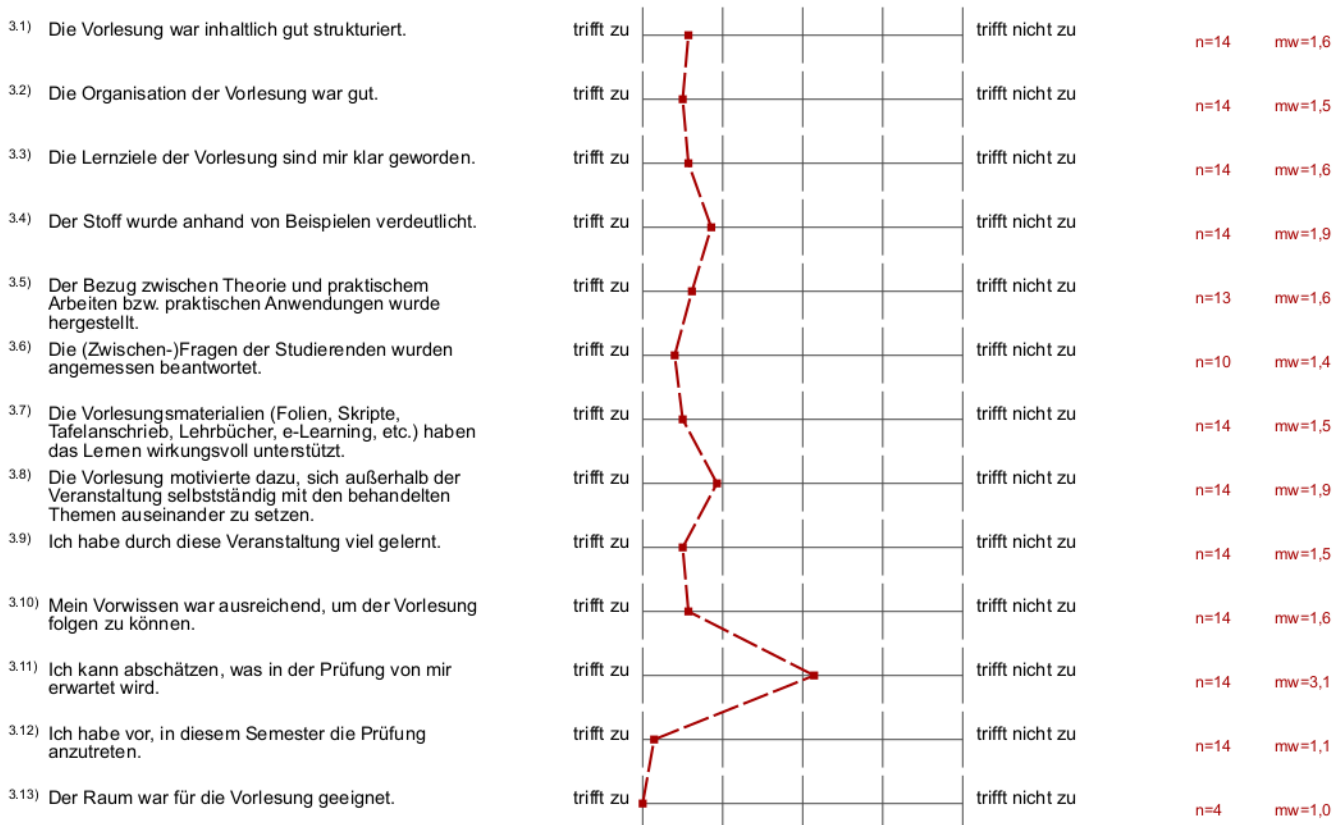 3.1) Die Vorlesung war inhaltlich gut strukturiert. trifft zu trifft nicht zu n=14 mw=1,6
3.2) Die Organisation der Vorlesung war gut. trifft zu trifft nicht zu n=14 mw=1,5
3.3) Die Lernziele der Vorlesung sind mir klar geworden. trifft zu trifft nicht zu n=14 mw=1,6
3.4) Der Stoff wurde anhand von Beispielen verdeutlicht. trifft zu trifft nicht zu n=14 mw=1,9
3.5) Der Bezug zwischen Theorie und praktischem trifft zu trifft nicht zu n=13 mw=1,6
Arbeiten bzw. praktischen Anwendungen wurde
hergestellt.
3.6) Die (Zwischen-)Fragen der Studierenden wurden trifft zu trifft nicht zu n=10 mw=1,4
angemessen beantwortet.
3.7) Die Vorlesungsmaterialien (Folien, Skripte, trifft zu trifft nicht zu n=14 mw=1,5
Tafelanschrieb, Lehrbücher, e-Learning, etc.) haben
das Lernen wirkungsvoll unterstützt.
3.8) Die Vorlesung motivierte dazu, sich außerhalb der trifft zu trifft nicht zu n=14 mw=1,9
Veranstaltung selbstständig mit den behandelten
Themen auseinander zu setzen.
3.9) Ich habe durch diese Veranstaltung viel gelernt. trifft zu trifft nicht zu n=14 mw=1,5
3.10) Mein Vorwissen war ausreichend, um der Vorlesung trifft zu trifft nicht zu n=14 mw=1,6
folgen zu können.
3.11) Ich kann abschätzen, was in der Prüfung von mir trifft zu trifft nicht zu n=14 mw=3,1
erwartet wird.
3.12) Ich habe vor, in diesem Semester die Prüfung trifft zu trifft nicht zu n=14 mw=1,1
anzutreten.
3.13) Der Raum war für die Vorlesung geeignet. trifft zu trifft nicht zu n=4 mw=1,0